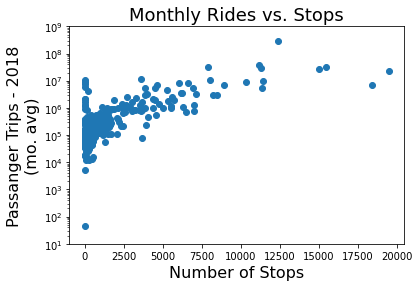 Monthly Rides vs. Stops
Passanger Trips - 2018
(mo. avg)
10⁹
10⁸
10⁷
10⁶
10⁵
10⁴
10³
10²
10¹
0 2500 5000 7500 10000 12500 15000 17500 20000
Number of Stops